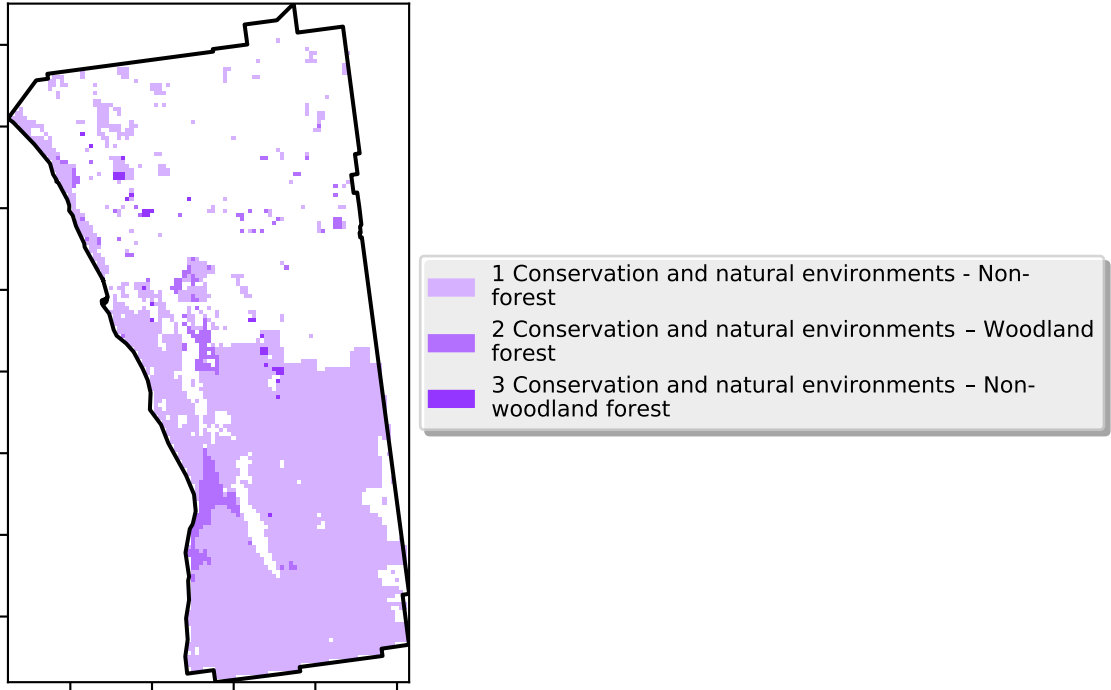 1 Conservation and natural environments - Non-
forest
2 Conservation and natural environments – Woodland
forest
3 Conservation and natural environments – Non-
woodland forest